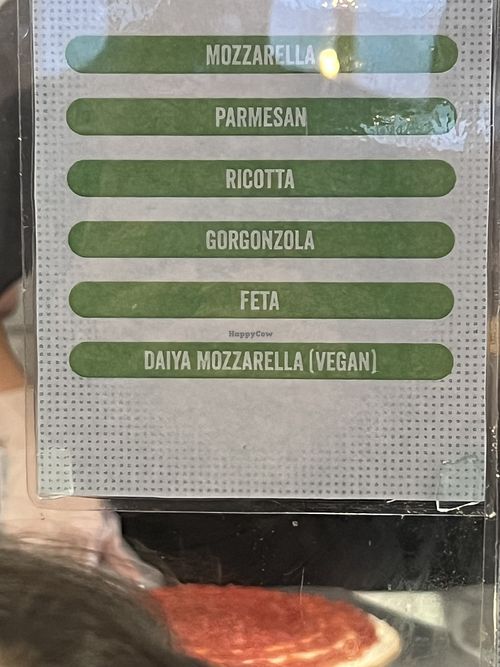 MOZZARELLA
PARMESAN
RICOTTA
GORGONZOLA
FETA
HappyCow
DAIYA MOZZARELLA (VEGAN)